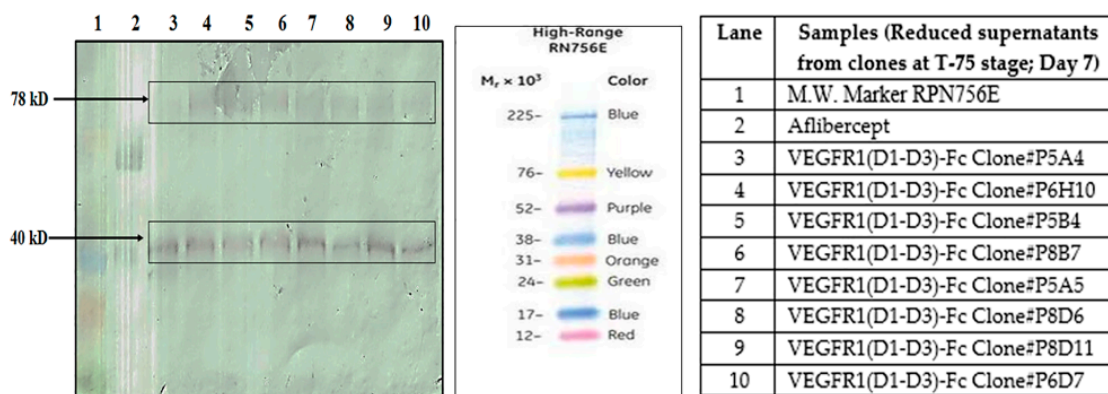 1 2 3 4 5 6 7 8 9 10
78 kD
40 kD
High-Range
RN756E
Mr × 10³ Color
225– Blue
76– Yellow
52– Purple
38– Blue
31– Orange
24– Green
17– Blue
12– Red
Lane Samples (Reduced supernatants from clones at T-75 stage; Day 7)
1 M.W. Marker RPN756E
2 Aflibercept
3 VEGFR1(D1-D3)-Fc Clone#P5A4
4 VEGFR1(D1-D3)-Fc Clone#P6H10
5 VEGFR1(D1-D3)-Fc Clone#P5B4
6 VEGFR1(D1-D3)-Fc Clone#P8B7
7 VEGFR1(D1-D3)-Fc Clone#P5A5
8 VEGFR1(D1-D3)-Fc Clone#P8D6
9 VEGFR1(D1-D3)-Fc Clone#P8D11
10 VEGFR1(D1-D3)-Fc Clone#P6D7